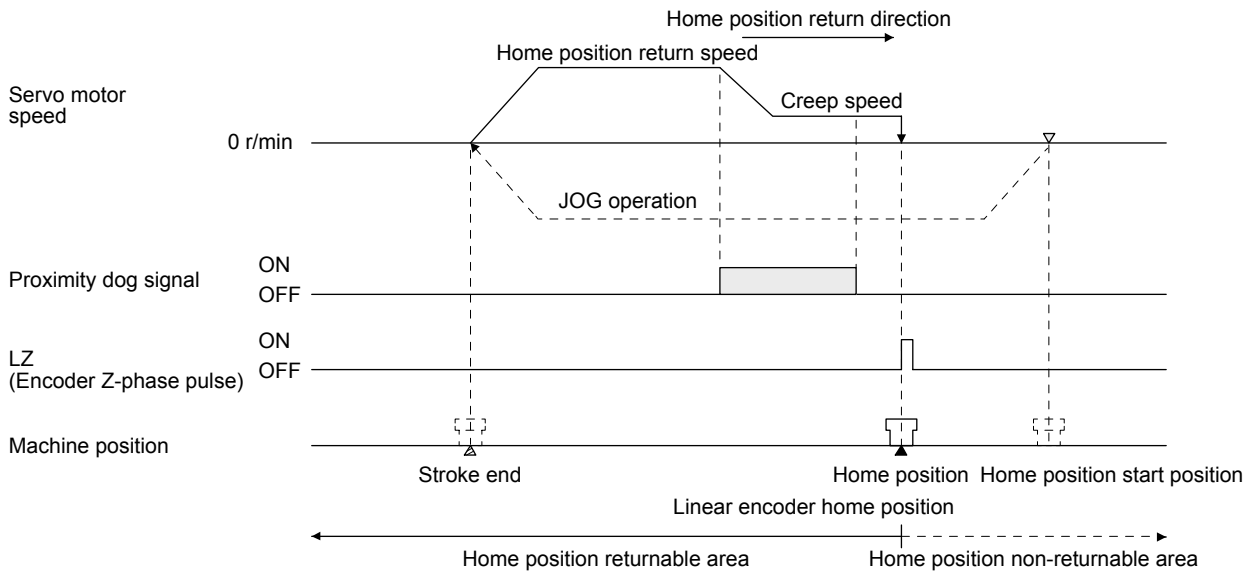 Home position return direction
Home position return speed
Servo motor
speed
Creep speed
0 r/min
JOG operation
ON
Proximity dog signal
OFF
ON
LZ
OFF
(Encoder Z-phase pulse)
Machine position
Stroke end
Home position
Home position start position
Linear encoder home position
Home position returnable area
Home position non-returnable area